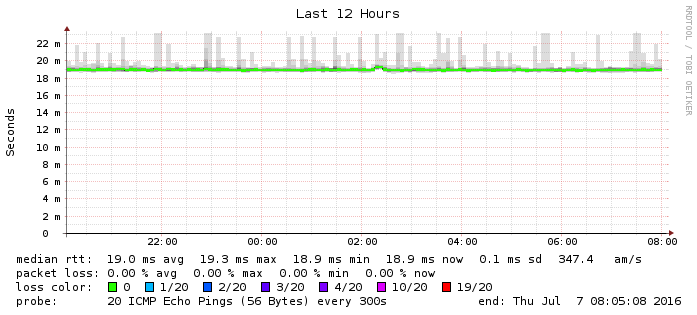 Last 12 Hours
RRDTOOL / TOBI OETIKER
Seconds
22 m
20 m
18 m
16 m
14 m
12 m
10 m
8 m
6 m
4 m
2 m
0
22:00 00:00 02:00 04:00 06:00 08:00
median rtt: 19.0 ms avg 19.3 ms max 18.9 ms min 18.9 ms now 0.1 ms sd 347.4 am/s
packet loss: 0.00 % avg 0.00 % max 0.00 % min 0.00 % now
loss color: 0 1/20 2/20 3/20 4/20 10/20 19/20
probe: 20 ICMP Echo Pings (56 Bytes) every 300s end: Thu Jul 7 08:05:08 2016